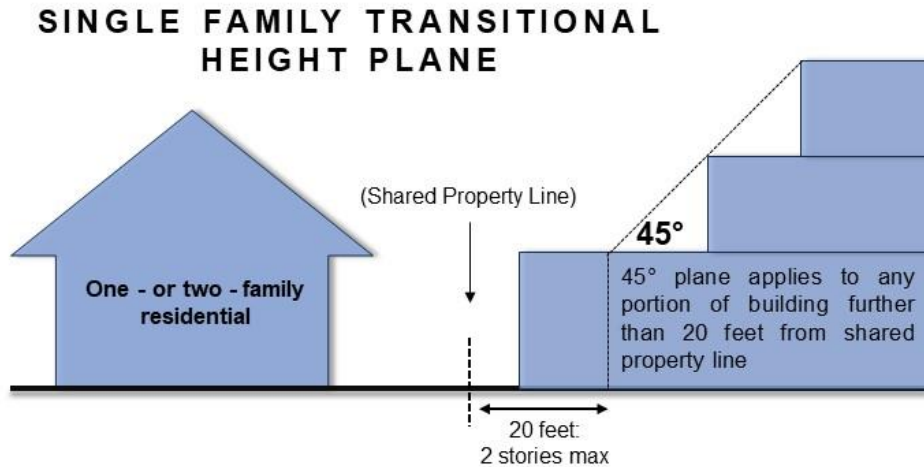 SINGLE FAMILY TRANSITIONAL
HEIGHT PLANE
(Shared Property Line)
45°
One - or two - family
residential
45° plane applies to any
portion of building further
than 20 feet from shared
property line
20 feet:
2 stories max